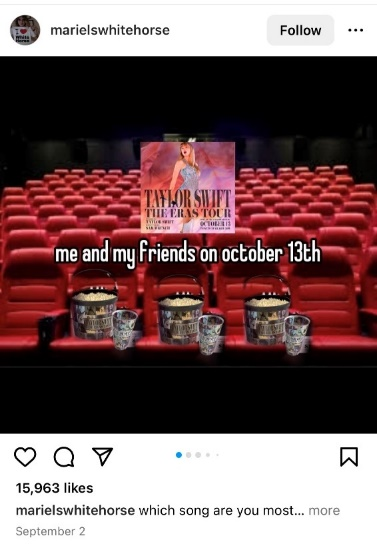 marielswhitehorse
Follow
TAYLOR SWIFT
THE ERAS TOUR
OCTOBER 13
me and my friends on october 13th
15,963 likes
marielswhitehorse which song are you most... more
September 2